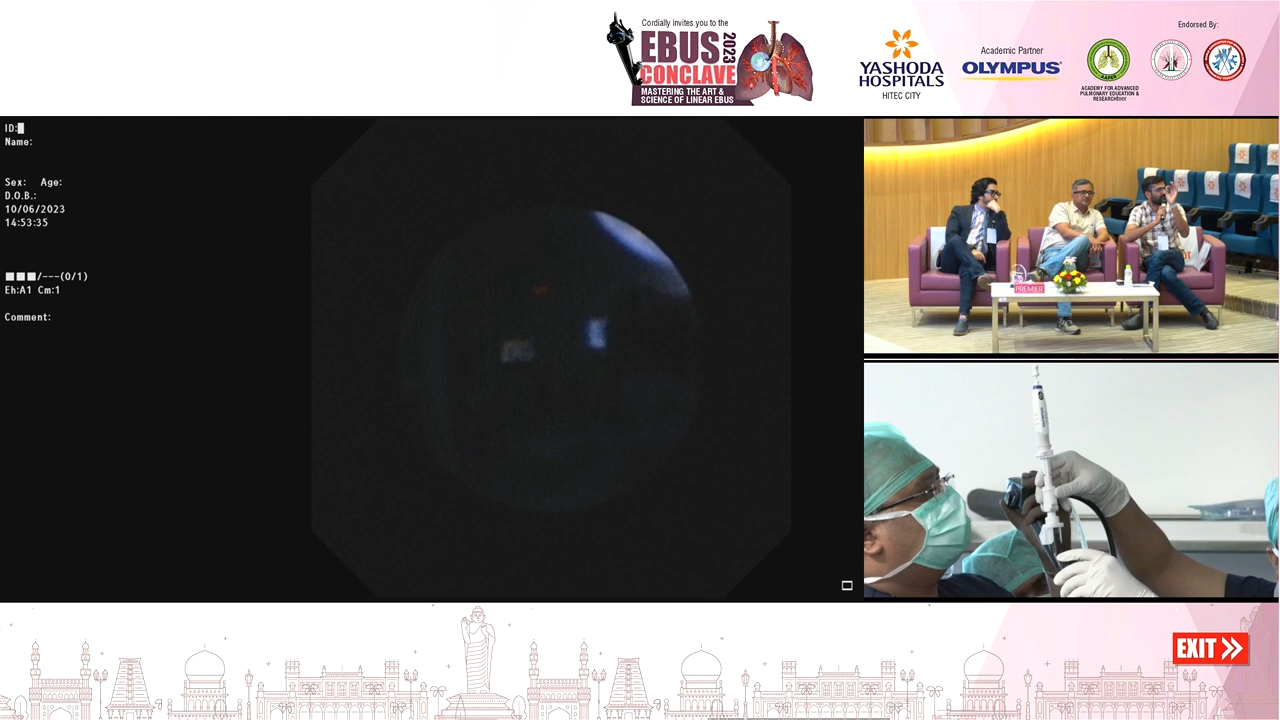 Cordially invites you to the
EBUS 2023
CONCLAVE
MASTERING THE ART &
SCIENCE OF LINEAR EBUS
YASHODA
HOSPITALS
HITEC CITY
Academic Partner
OLYMPUS
Endorsed By:
ACADEMY FOR ADVANCED
PULMONARY EDUCATION &
ID:
Name:
Sex: Age:
D.O.B.:
10/06/2023
14:53:35
■■■/---(0/1)
Eh:A1 Cm:1
Comment:
PREMIER
EXIT